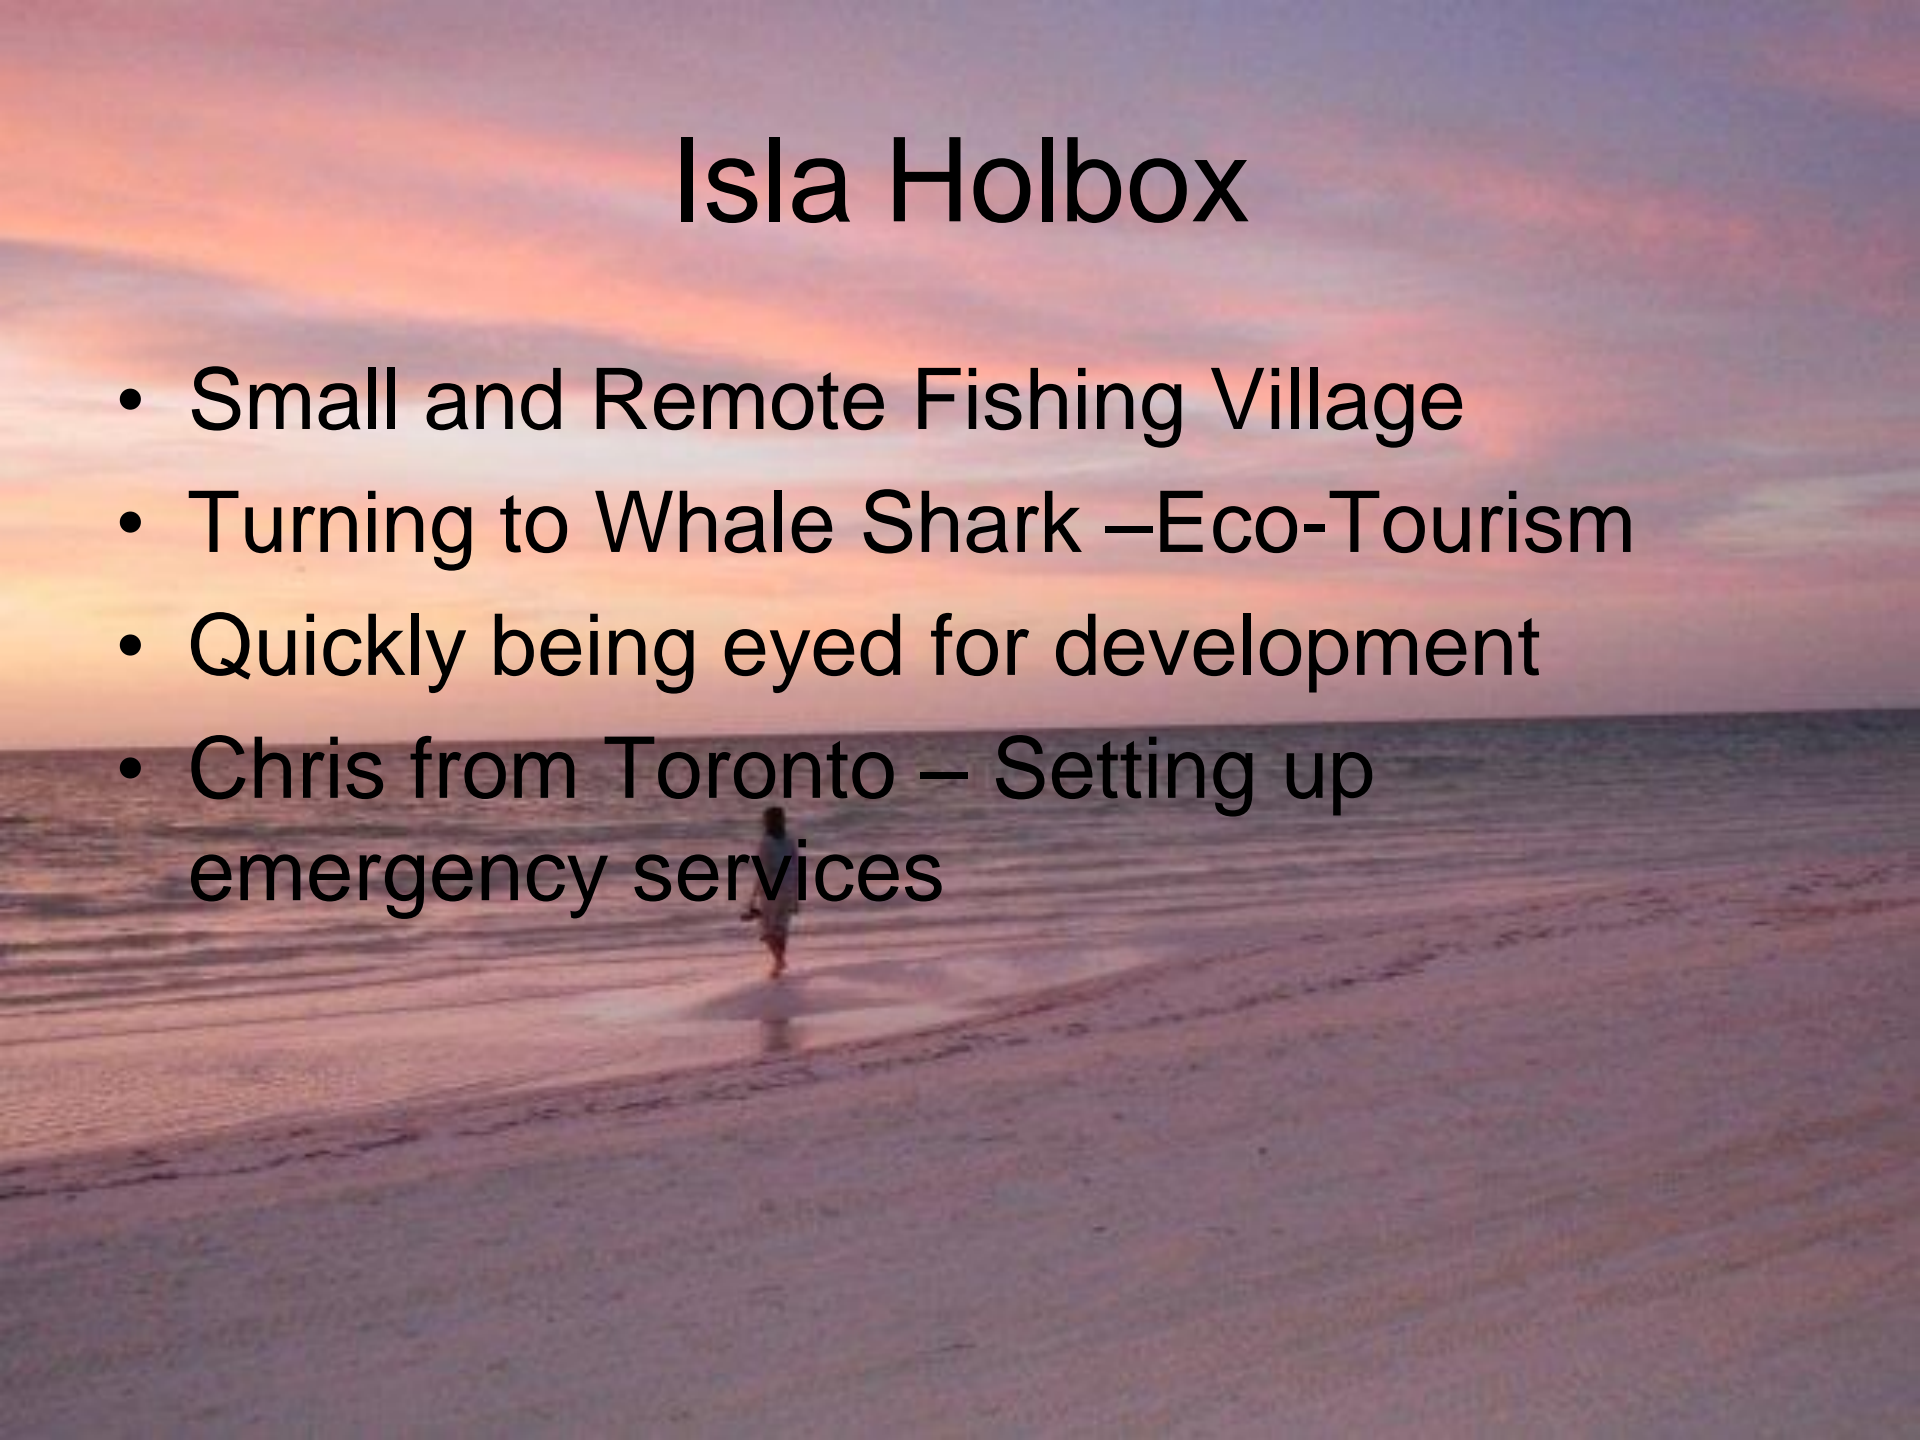 Isla Holbox
• Small and Remote Fishing Village
• Turning to Whale Shark –Eco-Tourism
• Quickly being eyed for development
• Chris from Toronto – Setting up
emergency services